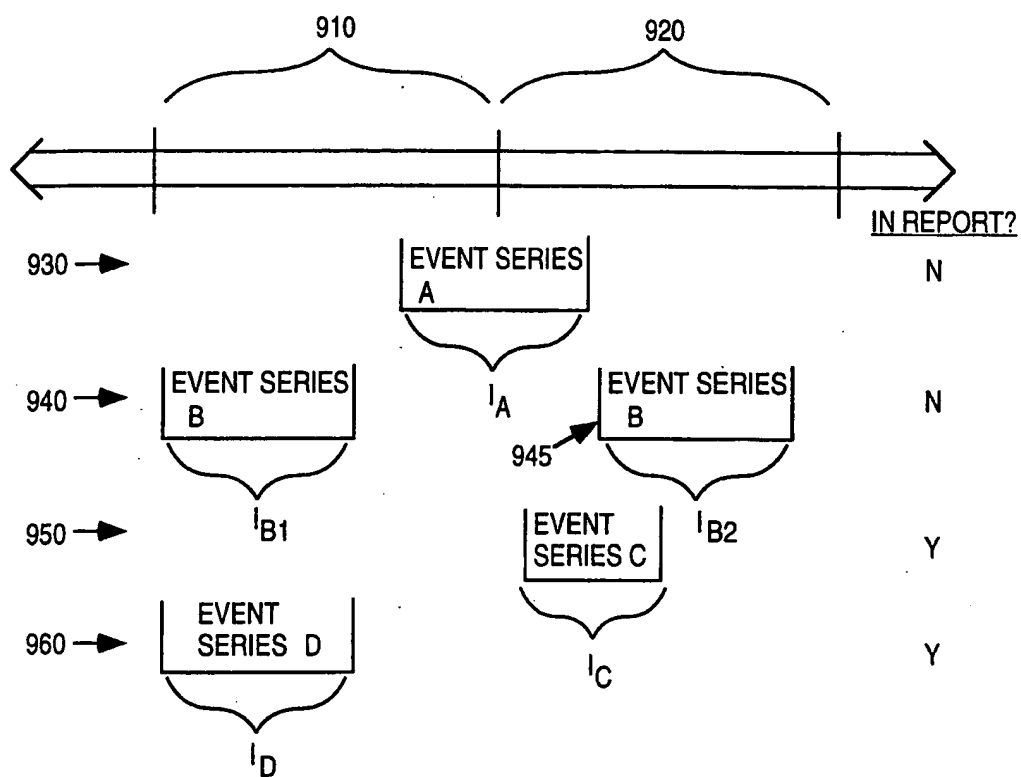 910
920
IN REPORT?
930
EVENT SERIES
A
N
I_A
940
EVENT SERIES
B
EVENT SERIES
B
N
945
I_B1
I_B2
950
EVENT
SERIES C
Y
I_C
960
EVENT
SERIES D
Y
I_D